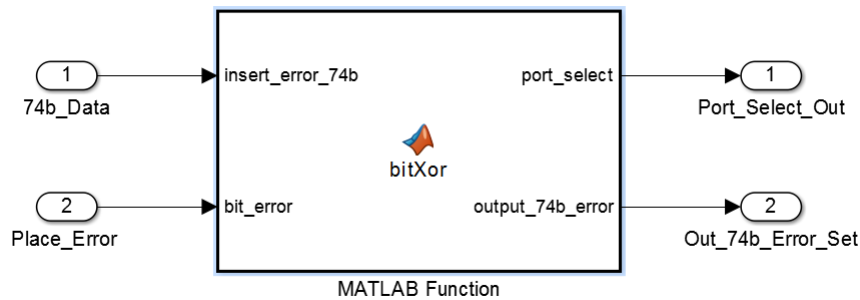 1
insert_error_74b
port_select
1
74b_Data
Port_Select_Out
bitXor
2
bit_error
output_74b_error
2
Place_Error
Out_74b_Error_Set
MATLAB Function